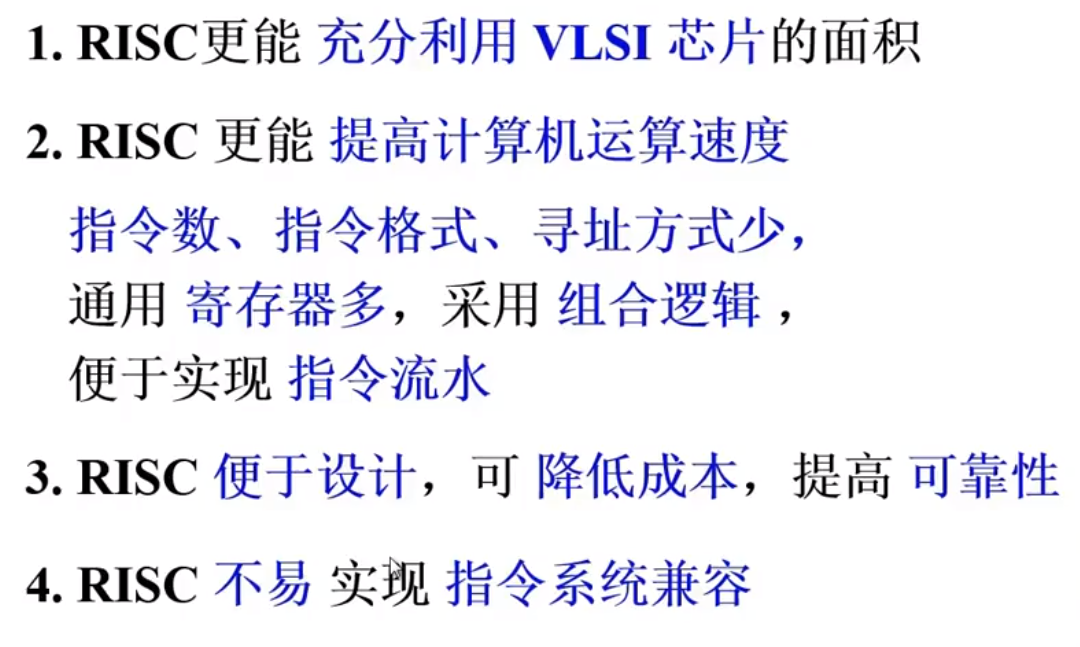 1. RISC更能 充分利用 VLSI 芯片的面积
2. RISC 更能 提高计算机运算速度
指令数、指令格式、寻址方式少，
通用 寄存器多，采用 组合逻辑 ，
便于实现 指令流水
3. RISC 便于设计，可 降低成本，提高 可靠性
4. RISC 不易 实现 指令系统兼容